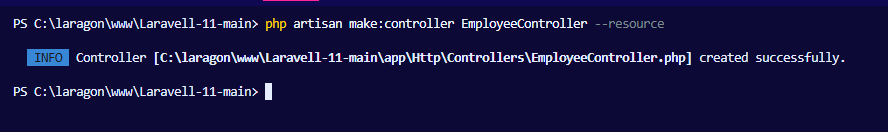 PS C:\laragon\www\Laravell-11-main> php artisan make:controller EmployeeController --resource
INFO Controller [C:\laragon\www\Laravell-11-main\app\Http\Controllers\EmployeeController.php] created successfully.
PS C:\laragon\www\Laravell-11-main>